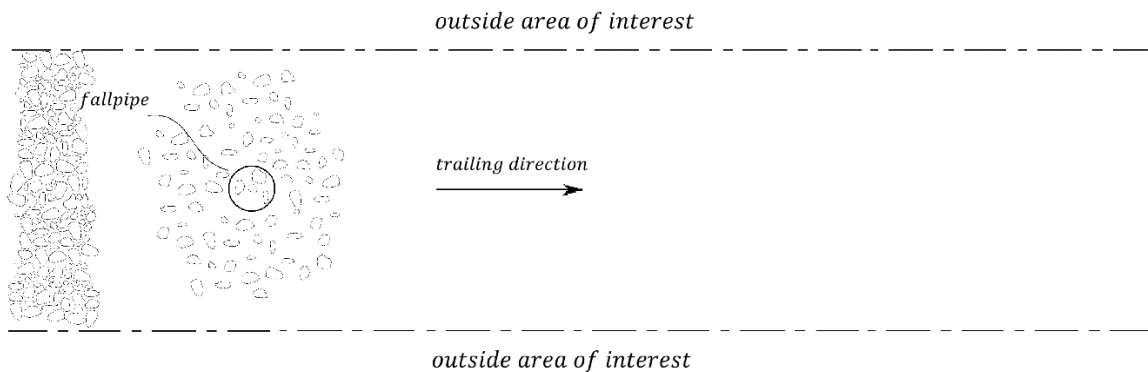 outside area of interest
fallpipe
trailing direction
outside area of interest